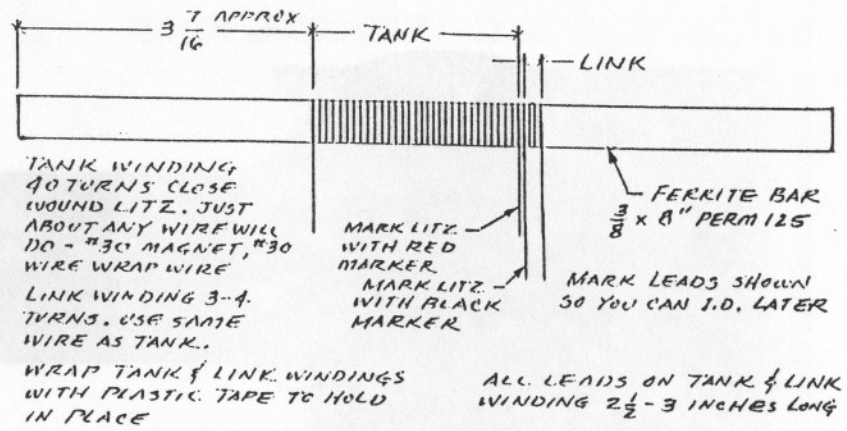 3 7/16 APPROX
TANK
LINK
TANK WINDING
40 TURNS CLOSE
WOUND LITZ. JUST
ABOUT ANY WIRE WILL
DO - #30 MAGNET, #30
WIRE WRAP WIRE
LINK WINDING 3-4
TURNS. USE SAME
WIRE AS TANK.
WRAP TANK & LINK WINDINGS
WITH PLASTIC TAPE TO HOLD
IN PLACE
MARK LITZ
WITH RED
MARKER
MARK LITZ
WITH BLACK
MARKER
FERRITE BAR
3/8 x 8" PERM 125
MARK LEADS SHOWN
SO YOU CAN I.D. LATER
ALL LEADS ON TANK & LINK
WINDING 2 1/2 - 3 INCHES LONG